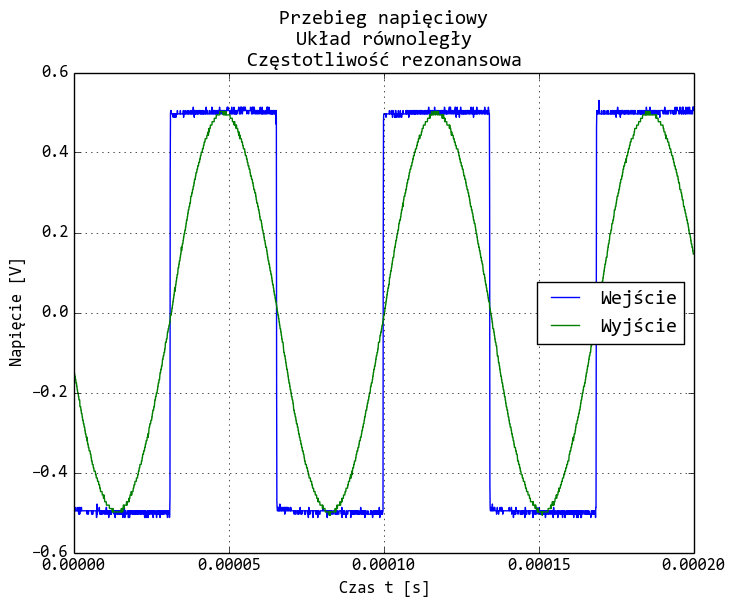 Przebieg napięciowy
Układ równoległy
Częstotliwość rezonansowa
0.6
0.4
0.2
0.0
−0.2
−0.4
−0.6
Napięcie [V]
Wejście
Wyjście
0.00000 0.00005 0.00010 0.00015 0.00020
Czas t [s]